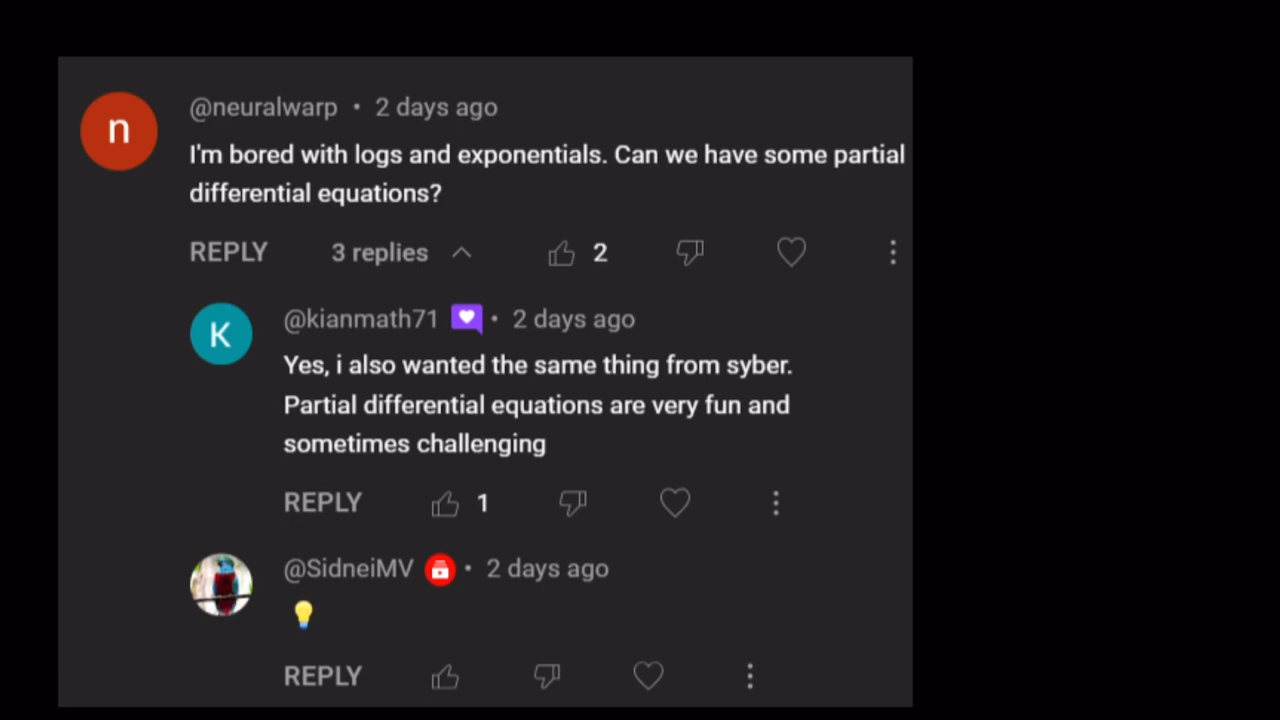 n
@neuralwarp • 2 days ago
I'm bored with logs and exponentials. Can we have some partial
differential equations?
REPLY 3 replies 2
K
@kianmath71 • 2 days ago
Yes, i also wanted the same thing from syber.
Partial differential equations are very fun and
sometimes challenging
REPLY 1
@SidneiMV • 2 days ago
💡
REPLY